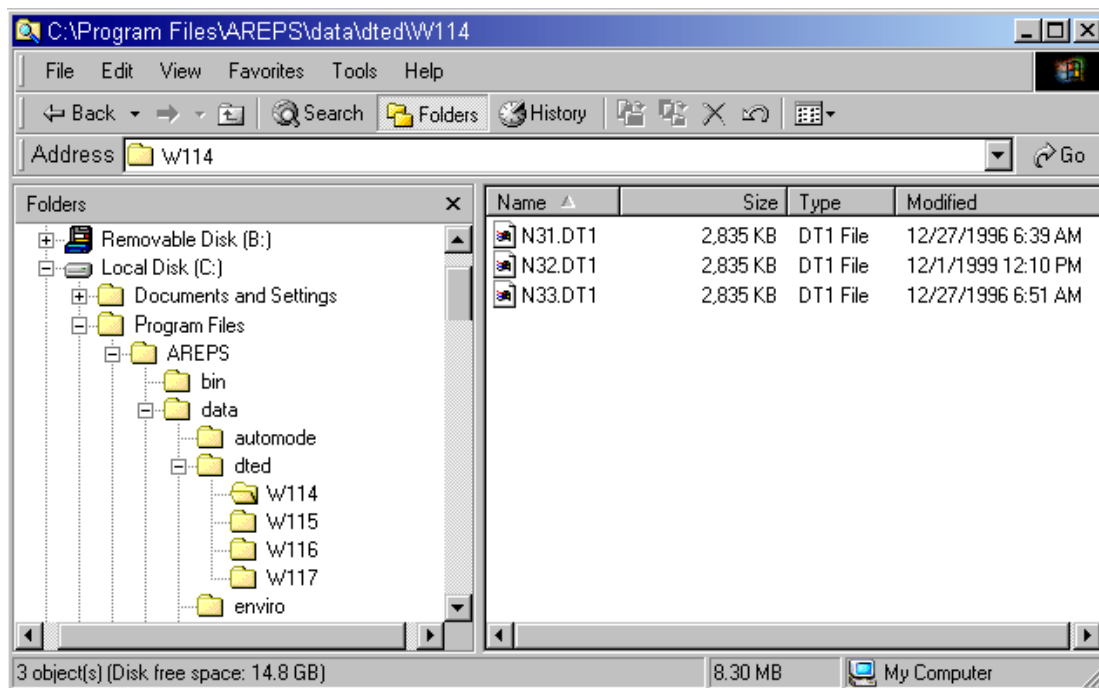 C:\Program Files\AREPS\data\dted\W114
File Edit View Favorites Tools Help
Back Search Folders History
Address W114 Go
Folders
Name Size Type Modified
Removable Disk (B:)
N31.DT1 2,835 KB DT1 File 12/27/1996 6:39 AM
Local Disk (C:)
N32.DT1 2,835 KB DT1 File 12/1/1999 12:10 PM
Documents and Settings
N33.DT1 2,835 KB DT1 File 12/27/1996 6:51 AM
Program Files
AREPS
bin
data
automode
dted
W114
W115
W116
W117
enviro
3 object(s) (Disk free space: 14.8 GB) 8.30 MB My Computer